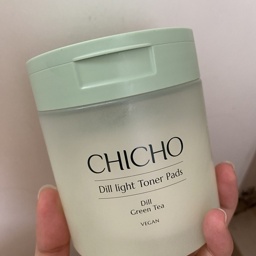 CHICHO
Dill light Toner Pads
Dill
Green Tea
VEGAN